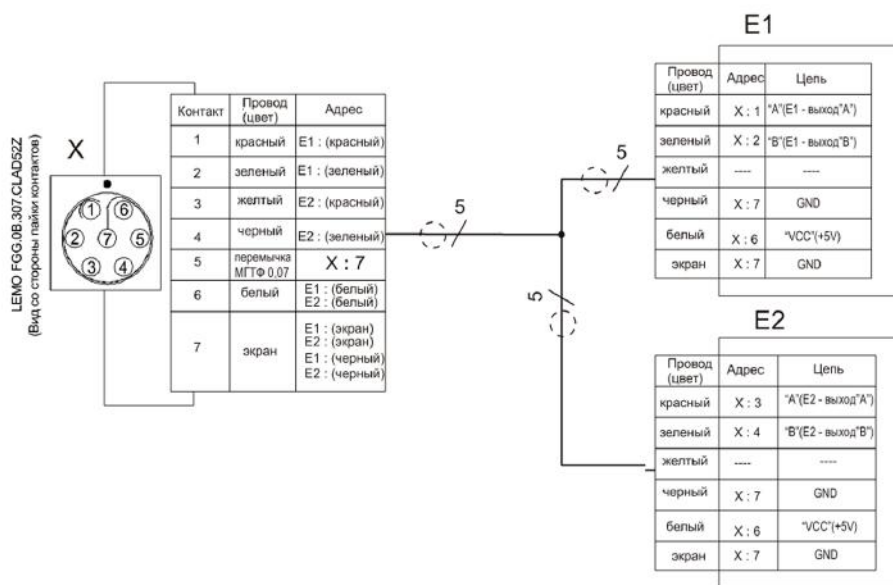 E1
Провод (цвет) Адрес Цепь
красный X : 1 "A"(E1 - выход"A")
зеленый X : 2 "B"(E1 - выход"B")
желтый ---- ----
черный X : 7 GND
белый X : 6 "VCC"(+5V)
экран X : 7 GND
LEMO FGG.0B.307.CLAD52Z
(Вид со стороны пайки контактов)
X
1 6
2 7 5
3 4
Контакт Провод (цвет) Адрес
1 красный E1 : (красный)
2 зеленый E1 : (зеленый)
3 желтый E2 : (красный)
4 черный E2 : (зеленый)
5 перемычка МГТФ 0,07 X : 7
6 белый E1 : (белый)
E2 : (белый)
7 экран E1 : (экран)
E2 : (экран)
E1 : (черный)
E2 : (черный)
5
5
5
E2
Провод (цвет) Адрес Цепь
красный X : 3 "A"(E2 - выход"A")
зеленый X : 4 "B"(E2 - выход"B")
желтый ---- ----
черный X : 7 GND
белый X : 6 "VCC"(+5V)
экран X : 7 GND